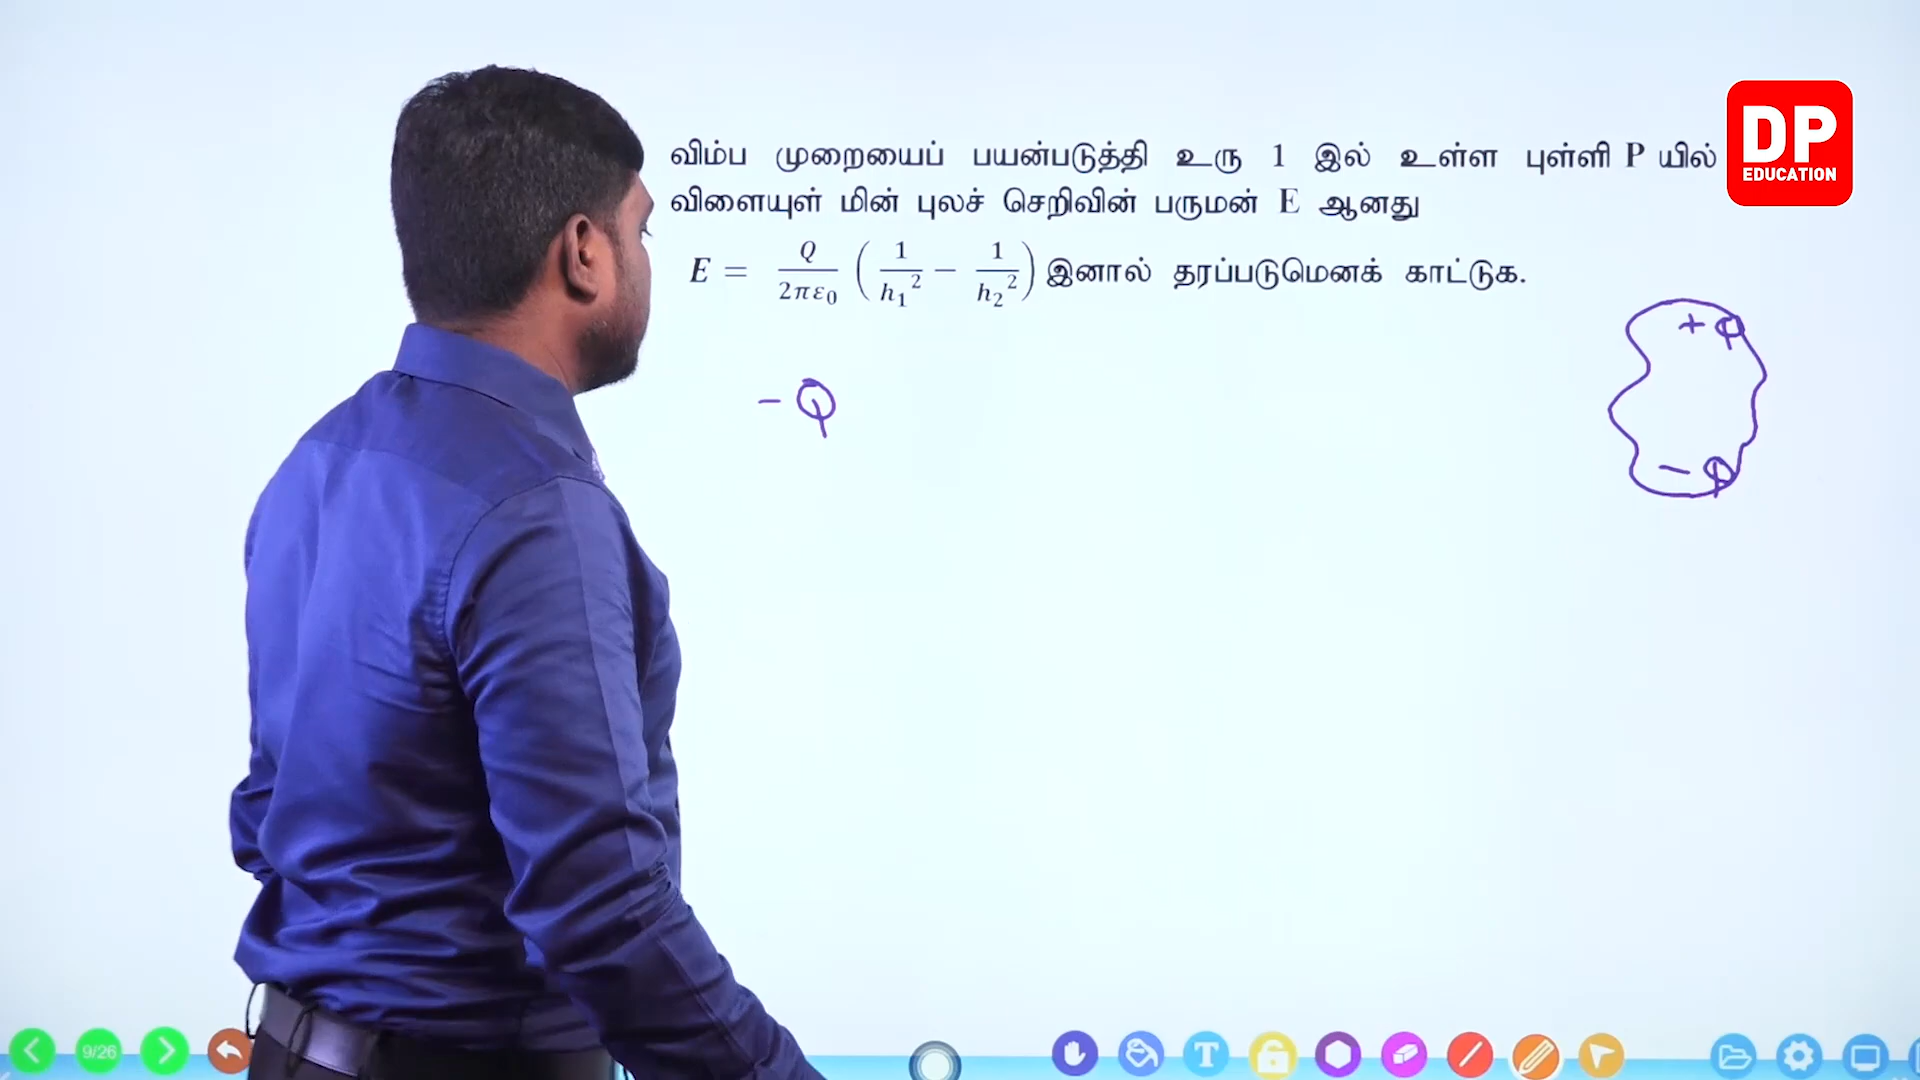 விம்ப முறையைப் பயன்படுத்தி உரு 1 இல் உள்ள புள்ளி P யில்
விளையுள் மின் புலச் செறிவின் பருமன் E ஆனது
E = Q/2πε₀ (1/h₁² − 1/h₂²) இனால் தரப்படுமெனக் காட்டுக.
DP
EDUCATION
+ Q
− Q
− Q
9/26
T